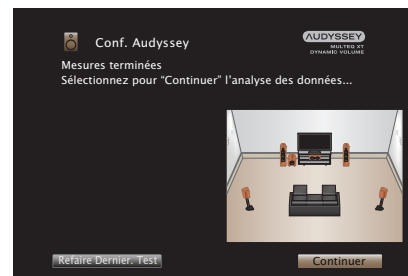 Conf. Audyssey
AUDYSSEY
MULTEQ XT
DYNAMIC VOLUME
Mesures terminées
Sélectionnez pour “Continuer” l’analyse des données...
Refaire Dernier. Test
Continuer